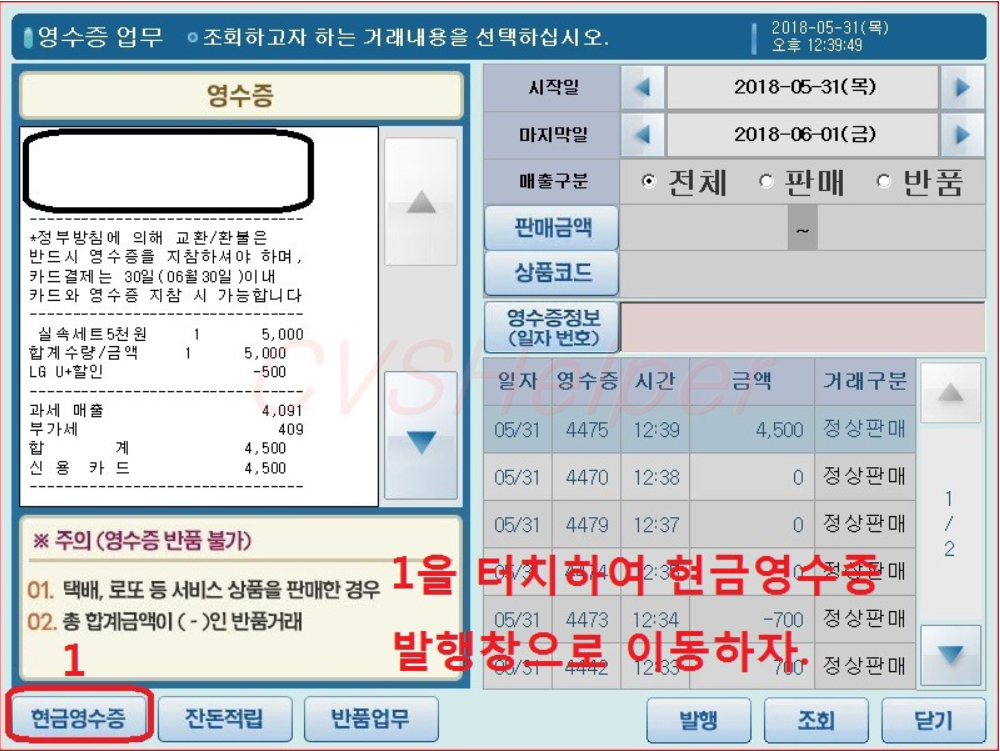 영수증 업무 조회하고자 하는 거래내용을 선택하십시오.
2018-05-31(목)
오후 12:39:49
영수증
*정부방침에 의해 교환/환불은
반드시 영수증을 지참하셔야 하며,
카드결제는 30일(06월30일)이내
카드와 영수증 지참 시 가능합니다
실속세트5천원 1 5,000
합계수량/금액 1 5,000
LG U+할인 -500
과세 매출 4,091
부가세 409
합 계 4,500
신 용 카 드 4,500
※ 주의 (영수증 반품 불가)
01. 택배, 로또 등 서비스 상품을 판매한 경우
02. 총 합계금액이 ( - )인 반품거래
1
현금영수증 잔돈적립 반품업무
시작일 2018-05-31(목)
마지막일 2018-06-01(금)
매출구분 전체 판매 반품
판매금액 ~
상품코드
영수증정보
(일자 번호)
CVSHelper
일자 영수증 시간 금액 거래구분
05/31 4475 12:39 4,500 정상판매
05/31 4470 12:38 0 정상판매
05/31 4479 12:37 0 정상판매
05/31 4474 0 정상판매
05/31 4473 12:34 -700 정상판매
05/31 4442 12:33 700 정상판매
1
/
2
1을 터치하여 현금영수증
발행창으로 이동하자.
발행 조회 닫기